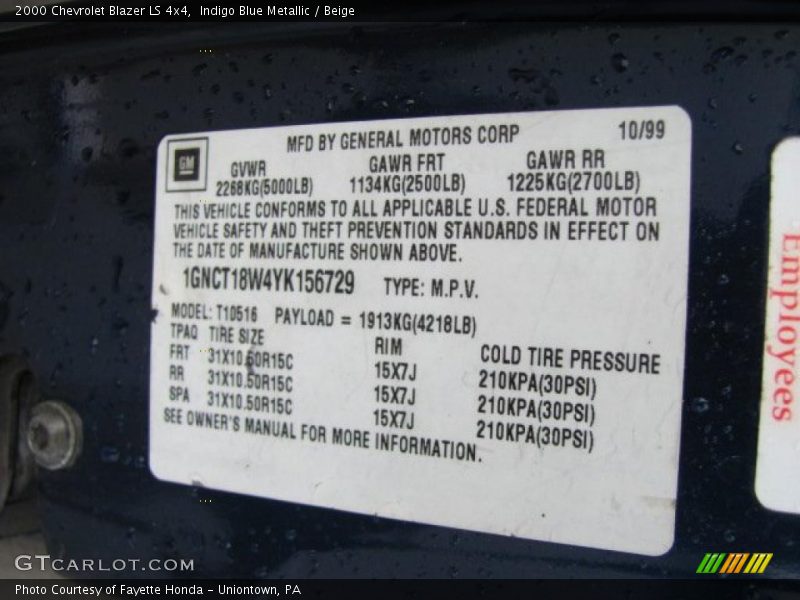 2000 Chevrolet Blazer LS 4x4, Indigo Blue Metallic / Beige
MFD BY GENERAL MOTORS CORP 10/99
GM
GVWR GAWR FRT GAWR RR
2268KG(5000LB) 1134KG(2500LB) 1225KG(2700LB)
THIS VEHICLE CONFORMS TO ALL APPLICABLE U.S. FEDERAL MOTOR
VEHICLE SAFETY AND THEFT PREVENTION STANDARDS IN EFFECT ON
THE DATE OF MANUFACTURE SHOWN ABOVE.
1GNCT18W4YK156729 TYPE: M.P.V.
MODEL: T10516 PAYLOAD = 1913KG(4218LB)
TPAQ TIRE SIZE RIM COLD TIRE PRESSURE
FRT 31X10.50R15C 15X7J 210KPA(30PSI)
RR 31X10.50R15C 15X7J 210KPA(30PSI)
SPA 31X10.50R15C 15X7J 210KPA(30PSI)
SEE OWNER'S MANUAL FOR MORE INFORMATION.
Employees
GTCARLOT.COM
Photo Courtesy of Fayette Honda - Uniontown, PA